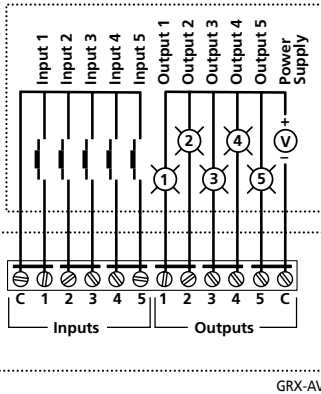 Input 1
Input 2
Input 3
Input 4
Input 5
Output 1
Output 2
Output 3
Output 4
Output 5
Power
Supply
+
V
–
2
4
1
3
5
C 1 2 3 4 5 1 2 3 4 5 C
Inputs Outputs
GRX-AV